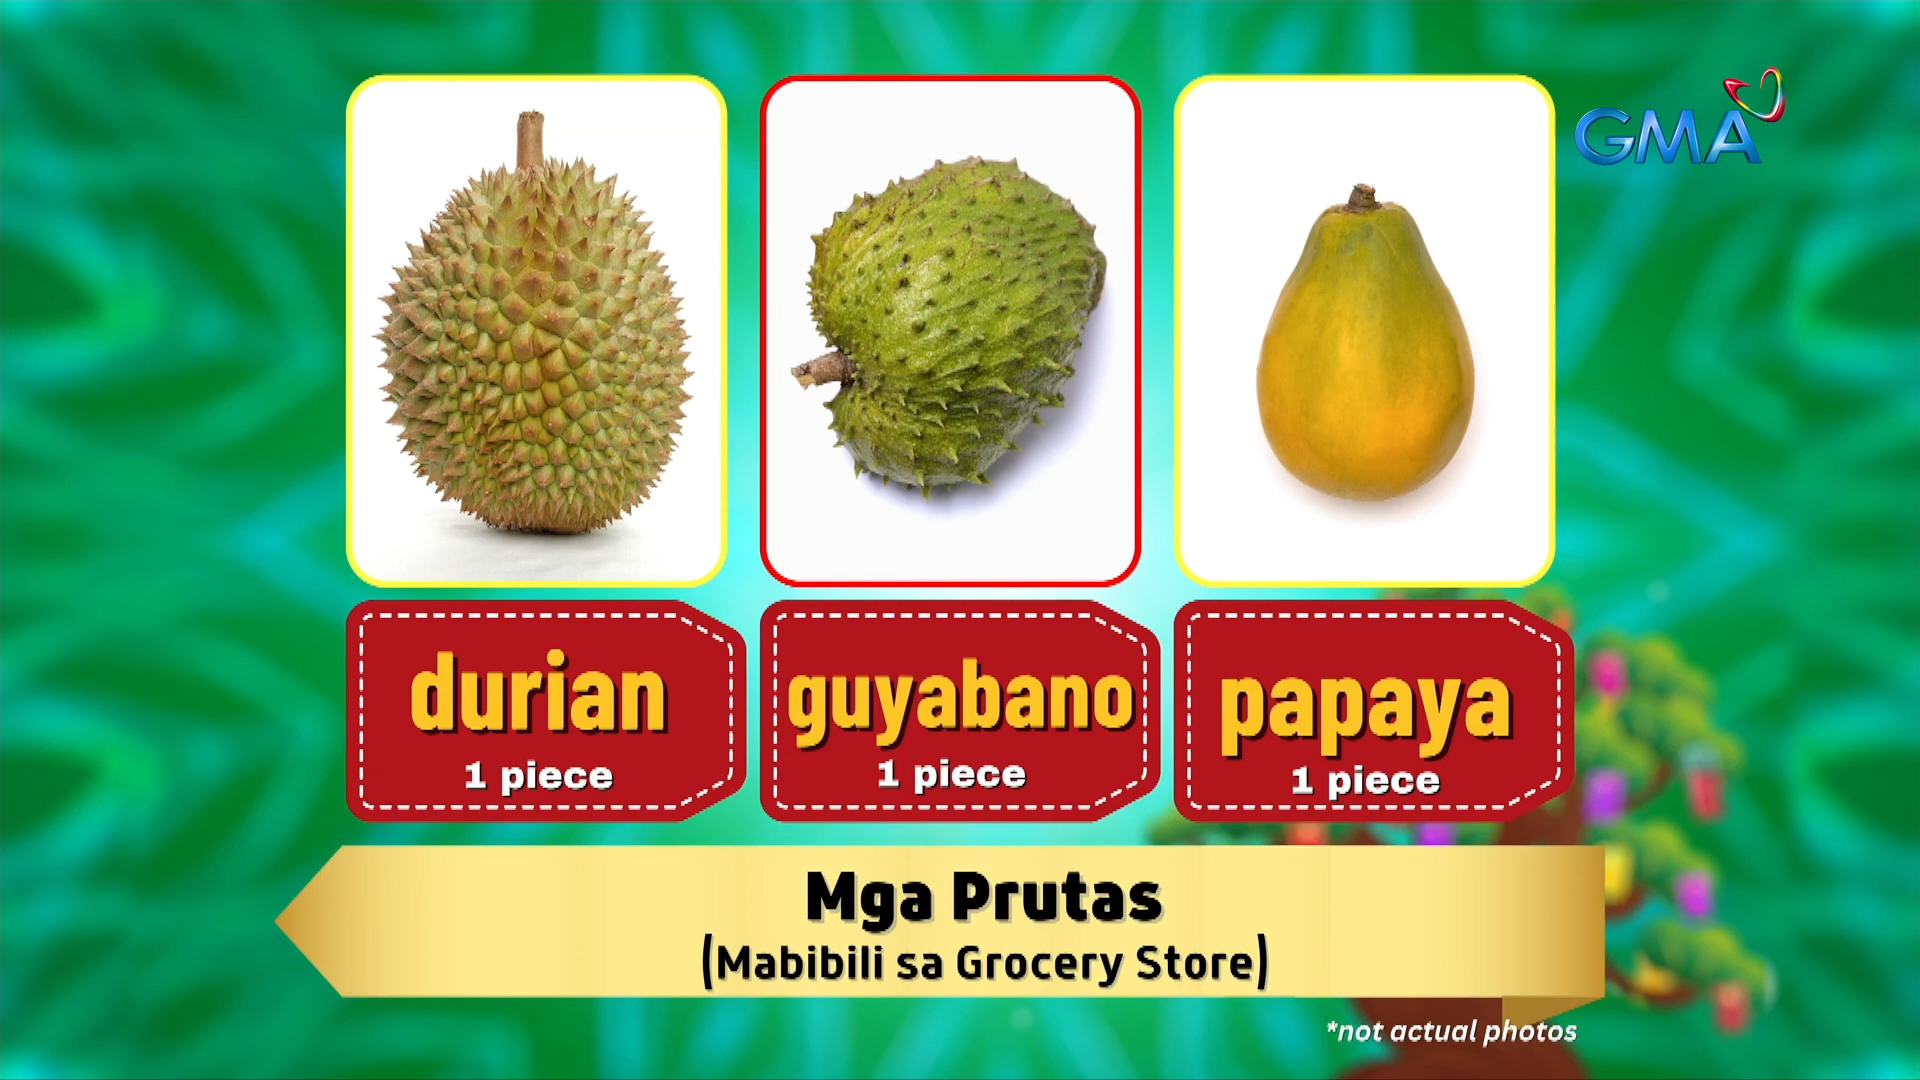 GMA
durian
1 piece
guyabano
1 piece
papaya
1 piece
Mga Prutas
(Mabibili sa Grocery Store)
*not actual photos